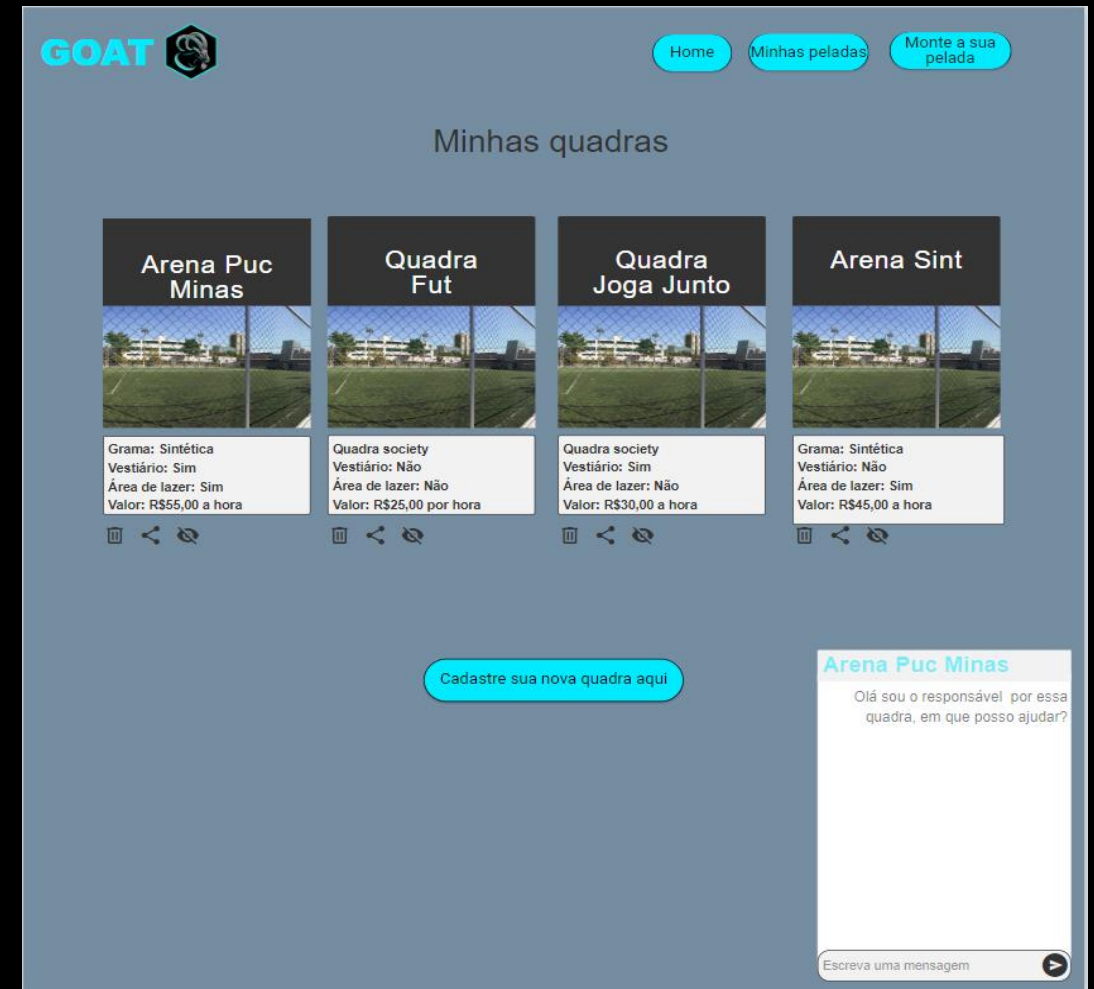 GOAT
Home
Minhas peladas
Monte a sua
pelada
Minhas quadras
Arena Puc
Minas
Quadra
Fut
Quadra
Joga Junto
Arena Sint
Grama: Sintética
Vestiário: Sim
Área de lazer: Sim
Valor: R$55,00 a hora
Quadra society
Vestiário: Não
Área de lazer: Não
Valor: R$25,00 por hora
Quadra society
Vestiário: Sim
Área de lazer: Não
Valor: R$30,00 a hora
Grama: Sintética
Vestiário: Não
Área de lazer: Sim
Valor: R$45,00 a hora
Cadastre sua nova quadra aqui
Arena Puc Minas
Olá sou o responsável por essa
quadra, em que posso ajudar?
Escreva uma mensagem